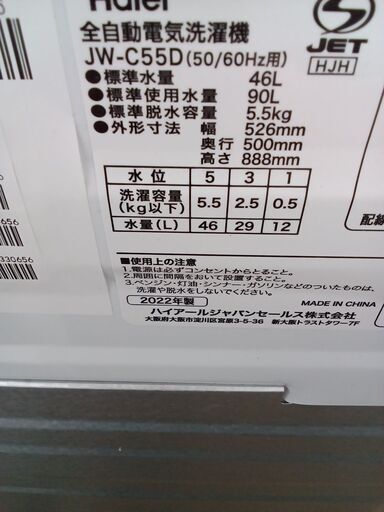 Haier
全自動電気洗濯機
JW-C55D(50/60Hz用)
●標準水量 46L
●標準使用水量 90L
●標準脱水容量 5.5kg
●外形寸法 幅 526mm
奥行 500mm
高さ 888mm
水位 5 3 1
洗濯容量(kg以下) 5.5 2.5 0.5
水量(L) 46 29 12
■使用上の注意
1.電源は必ずコンセントからとること。
2.周囲に間隔をおいて設置すること。
3.ベンジン・灯油・シンナー・ガソリンなどのついたものは、
洗濯や脱水をしないでください。
2022年製
MADE IN CHINA
ハイアールジャパンセールス株式会社
大阪府大阪市淀川区宮原3-5-36 新大阪トラストタワー7F
S
JET
HJH
配線
656
330656